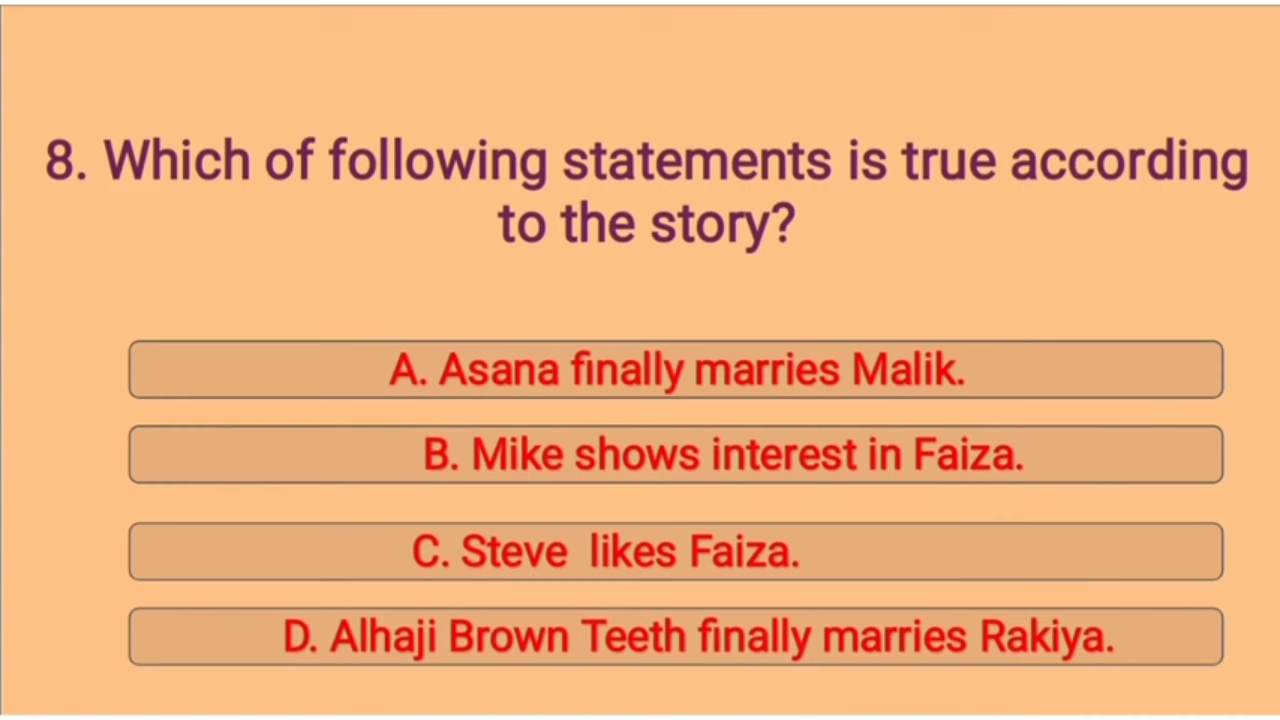 8. Which of following statements is true according
to the story?
A. Asana finally marries Malik.
B. Mike shows interest in Faiza.
C. Steve likes Faiza.
D. Alhaji Brown Teeth finally marries Rakiya.